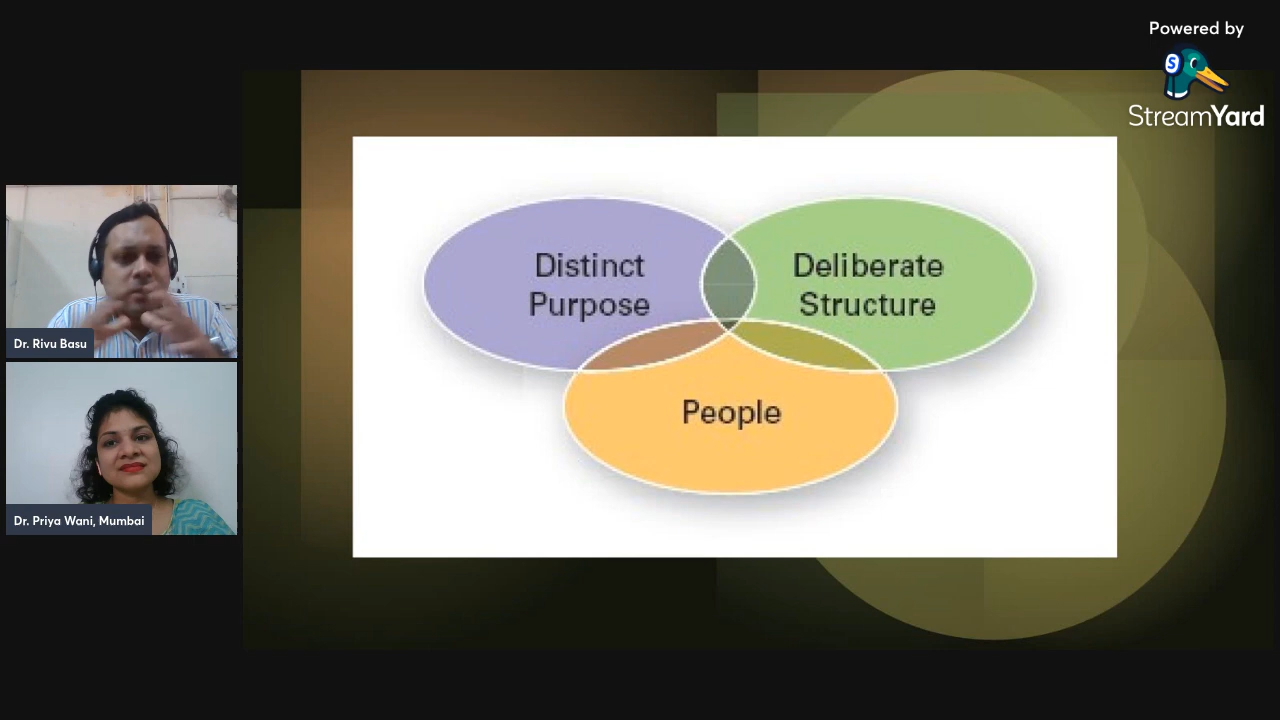 Powered by
S
StreamYard
Distinct
Purpose
Deliberate
Structure
People
Dr. Rivu Basu
Dr. Priya Wani, Mumbai